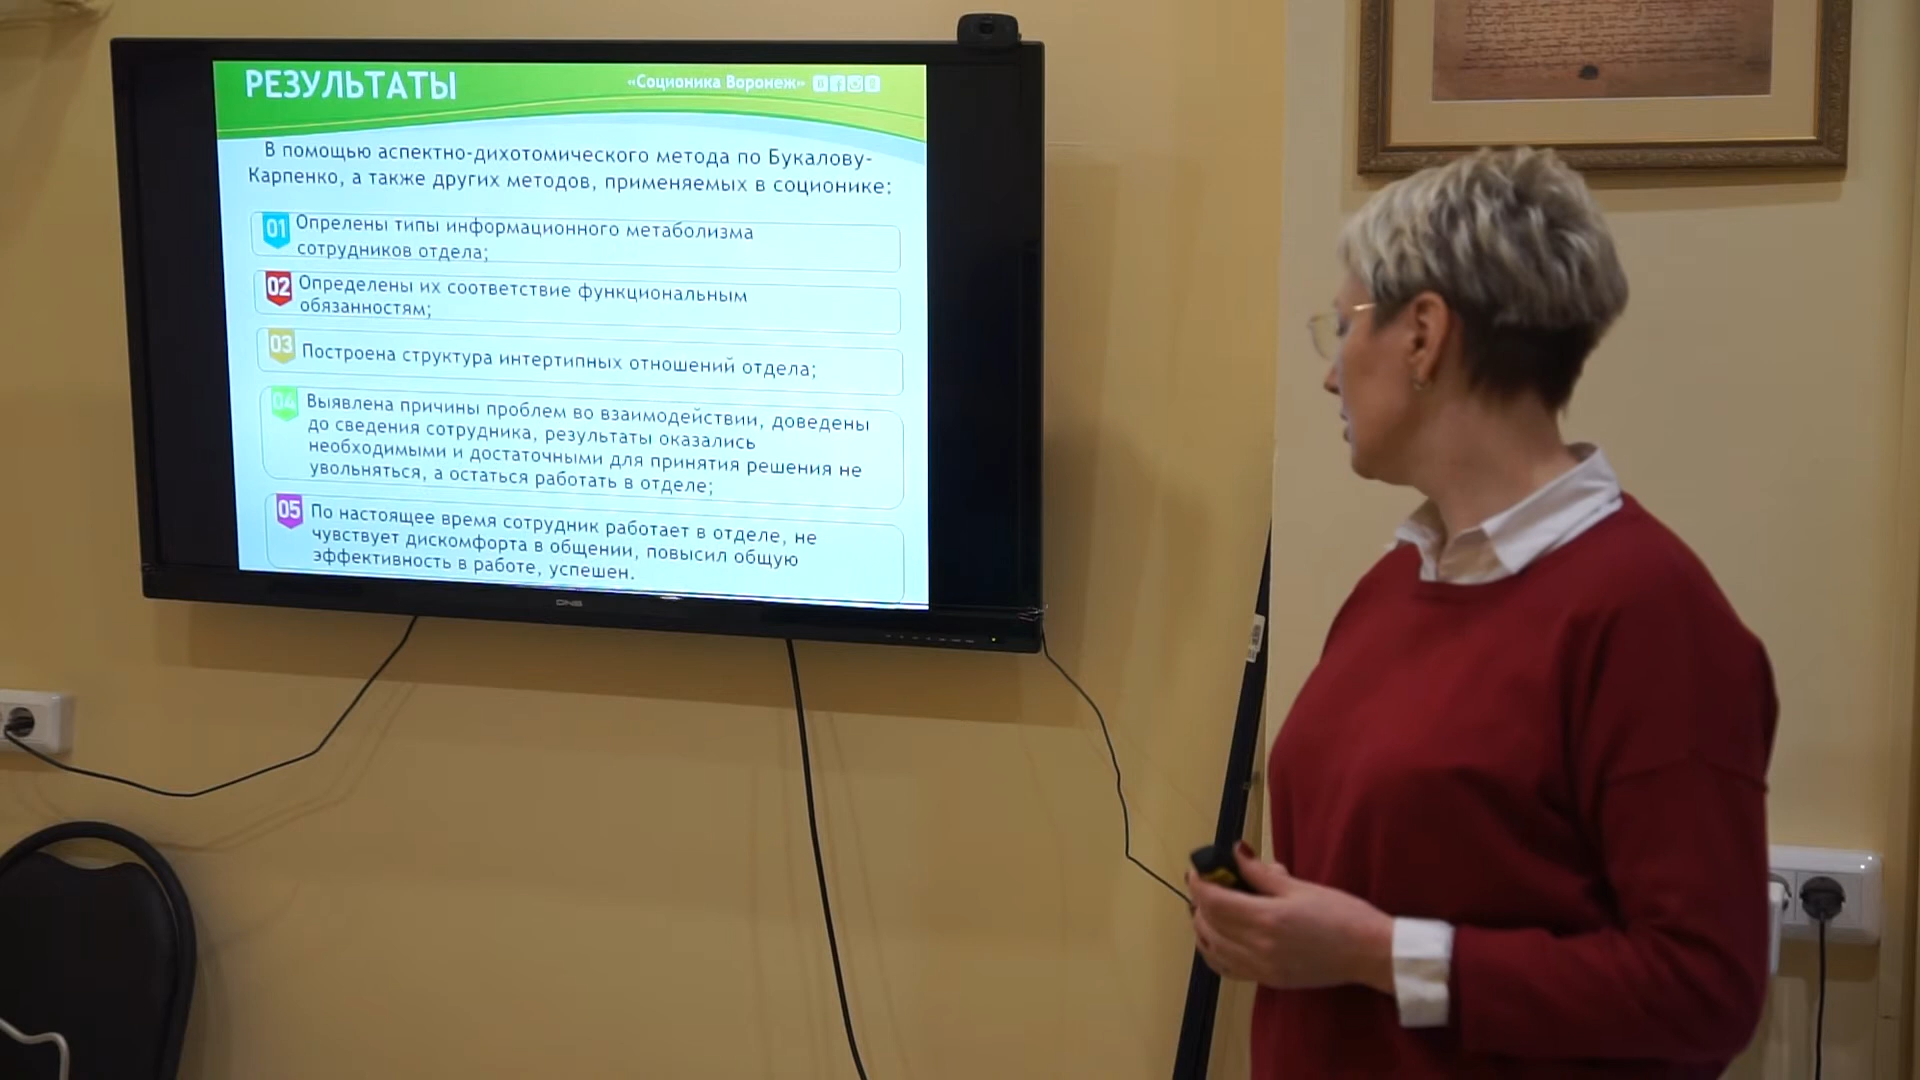 РЕЗУЛЬТАТЫ
«Соционика Воронеж»
В помощью аспектно-дихотомического метода по Букалову-
Карпенко, а также других методов, применяемых в соционике:
01
Опрелены типы информационного метаболизма
сотрудников отдела;
02
Определены их соответствие функциональным
обязанностям;
03
Построена структура интертипных отношений отдела;
04
Выявлена причины проблем во взаимодействии, доведены
до сведения сотрудника, результаты оказались
необходимыми и достаточными для принятия решения не
увольняться, а остаться работать в отделе;
05
По настоящее время сотрудник работает в отделе, не
чувствует дискомфорта в общении, повысил общую
эффективность в работе, успешен.
DNS